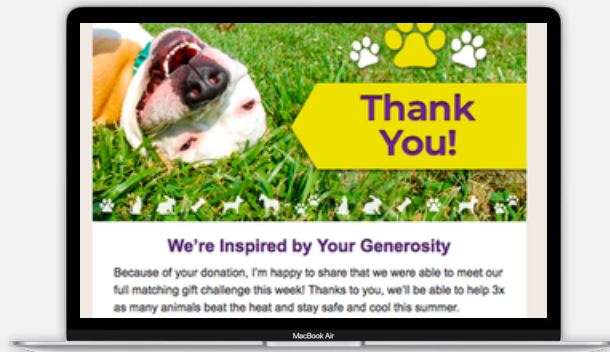 Thank
You!
We're Inspired by Your Generosity
Because of your donation, I'm happy to share that we were able to meet our
full matching gift challenge this week! Thanks to you, we'll be able to help 3x
as many animals beat the heat and stay safe and cool this summer.
MacBook Air